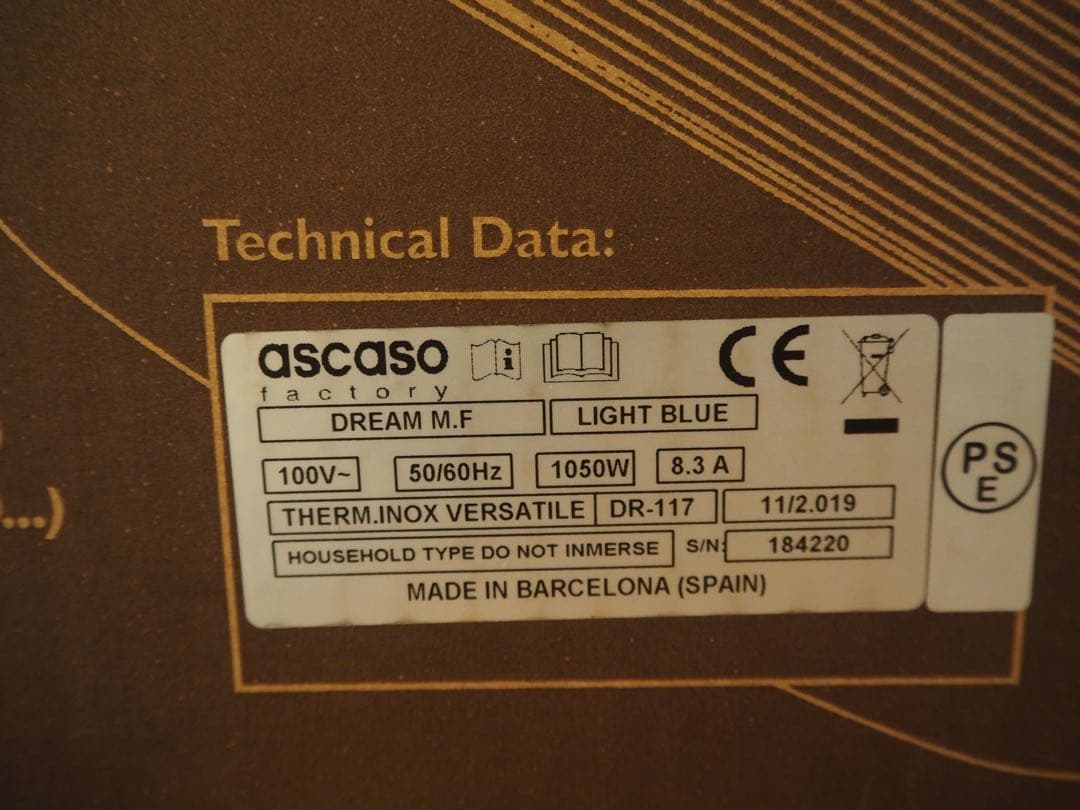 Technical Data:
ascaso
factory
DREAM M.F LIGHT BLUE
100V~ 50/60Hz 1050W 8.3 A
THERM.INOX VERSATILE DR-117 11/2.019
HOUSEHOLD TYPE DO NOT INMERSE S/N: 184220
MADE IN BARCELONA (SPAIN)
CE
PS
E
...)